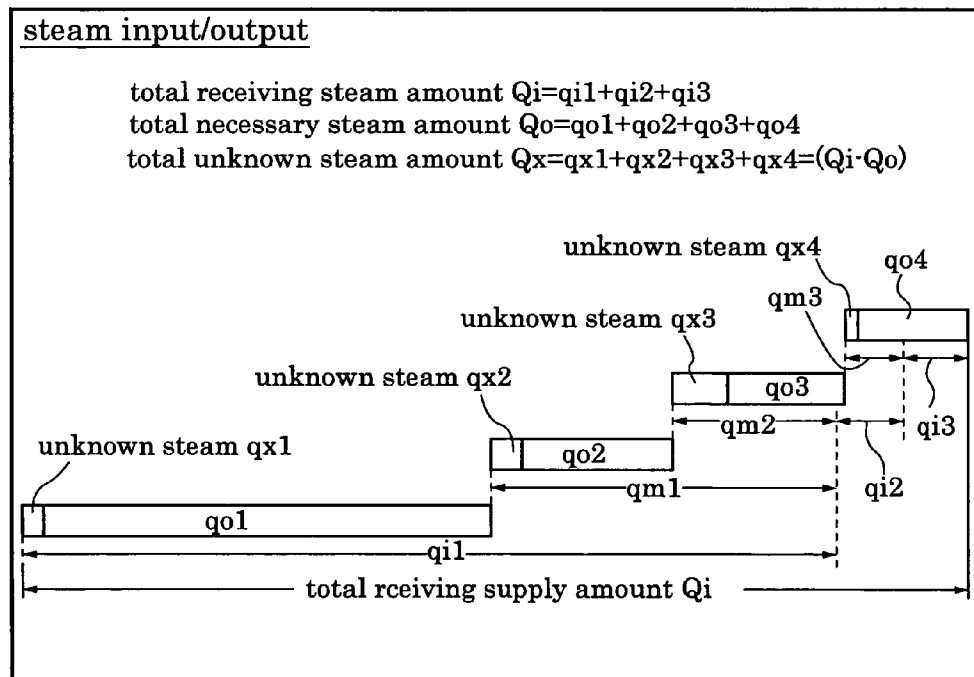 steam input/output
total receiving steam amount Qi=qi1+qi2+qi3
total necessary steam amount Qo=qo1+qo2+qo3+qo4
total unknown steam amount Qx=qx1+qx2+qx3+qx4=(Qi-Qo)
unknown steam qx4
qo4
qm3
unknown steam qx3
unknown steam qx2
qo3
qm2
qi3
unknown steam qx1
qo2
qm1
qi2
qo1
qi1
total rceiving supply amount Qi